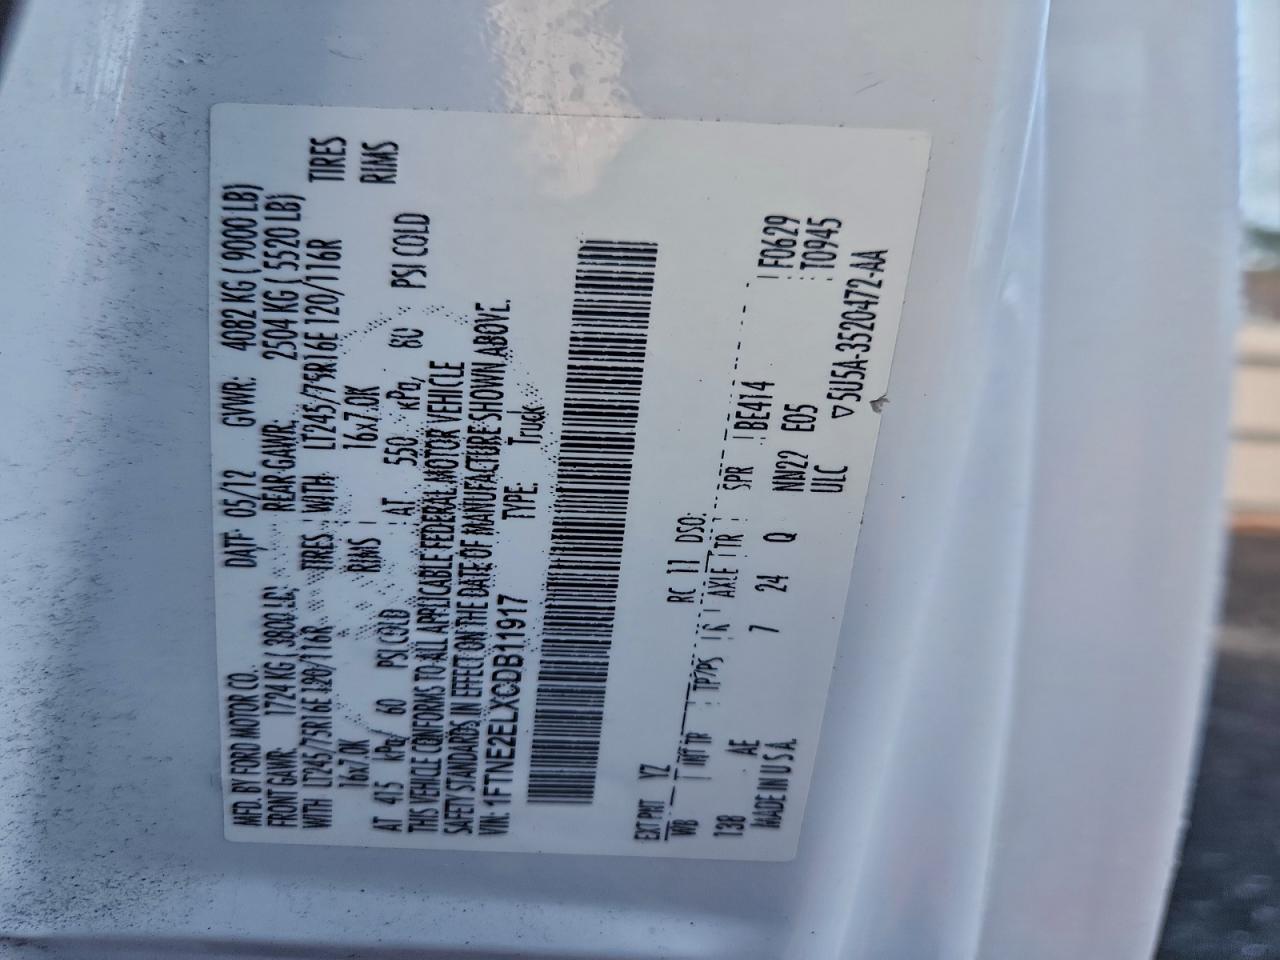 MFD. BY FORD MOTOR CO. DATE: 05/12 GVWR: 4082 KG ( 9000 LB)
FRONT GAWR: 1724 KG ( 3800 LB) REAR GAWR: 2504 KG ( 5520 LB)
WITH LT245/75R16E 120/116R TIRES WITH LT245/75R16E 120/116R TIRES
16x7.0K RIMS 16x7.0K RIMS
AT 415 kPa/ 60 PSI COLD AT 550 kPa/ 80 PSI COLD
THIS VEHICLE CONFORMS TO ALL APPLICABLE FEDERAL MOTOR VEHICLE
SAFETY STANDARDS IN EFFECT ON THE DATE OF MANUFACTURE SHOWN ABOVE.
VIN: 1FTNE2ELXCDB11917 TYPE: Truck
EXT PNT YZ RC 11 DSO:
WB INT TR TP/PS R AXLE TR SPR BE414 F0629
138 AE 7 24 Q NN22 E05 T0945
MADE IN U.S.A. ULC
▽5U5A-3520472-AA